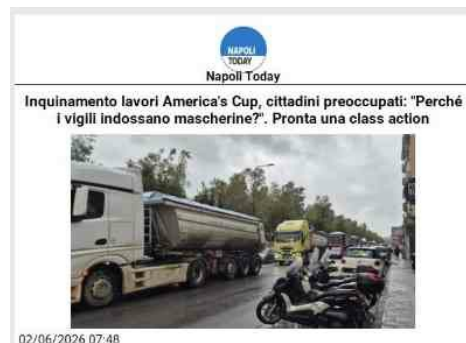 NAPOLI
TODAY
Napoli Today
Inquinamento lavori America's Cup, cittadini preoccupati: "Perché
i vigili indossano mascherine?". Pronta una class action
02/06/2026 07:48